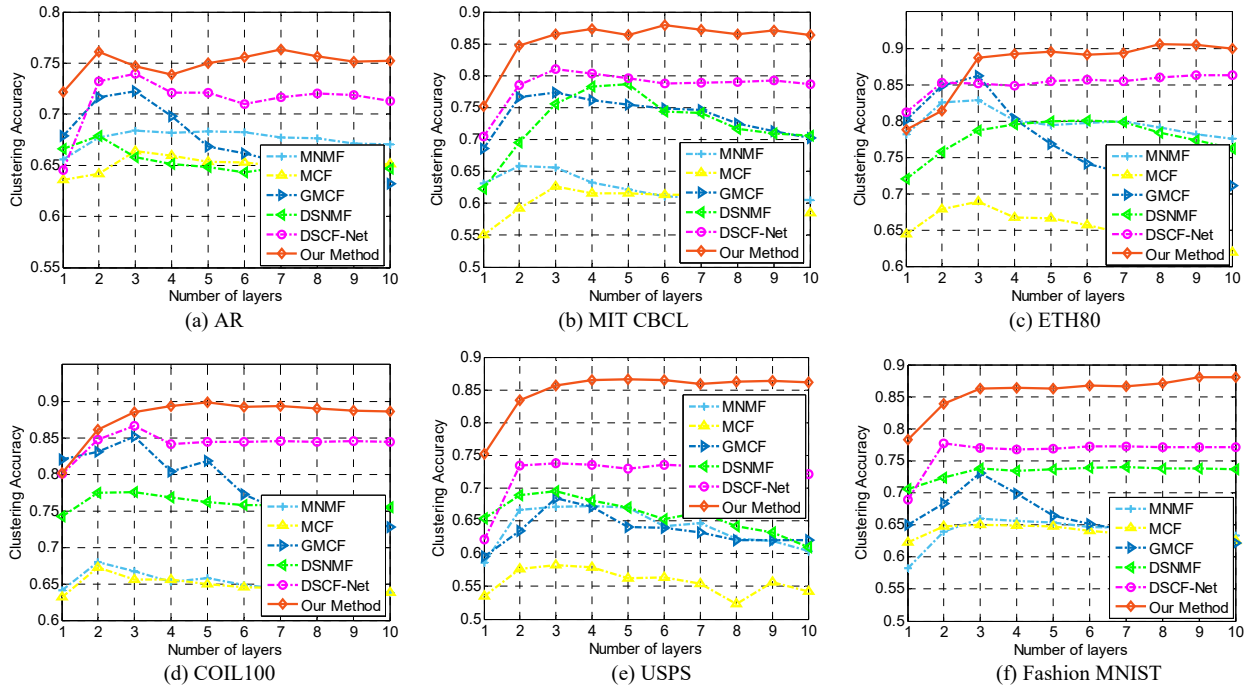 0.8
0.75
0.7
0.65
0.6
0.55
Clustering Accuracy
1 2 3 4 5 6 7 8 9 10
Number of layers
MNMF
MCF
GMCF
DSNMF
DSCF-Net
Our Method
(a) AR
0.9
0.85
0.8
0.75
0.7
0.65
0.6
0.55
0.5
Clustering Accuracy
1 2 3 4 5 6 7 8 9 10
Number of layers
MNMF
MCF
GMCF
DSNMF
DSCF-Net
Our Method
(b) MIT CBCL
0.9
0.85
0.8
0.75
0.7
0.65
0.6
Clustering Accuracy
1 2 3 4 5 6 7 8 9 10
Number of layers
MNMF
MCF
GMCF
DSNMF
DSCF-Net
Our Method
(c) ETH80
0.9
0.85
0.8
0.75
0.7
0.65
0.6
Clustering Accuracy
1 2 3 4 5 6 7 8 9 10
Number of layers
MNMF
MCF
GMCF
DSNMF
DSCF-Net
Our Method
(d) COIL100
0.9
0.85
0.8
0.75
0.7
0.65
0.6
0.55
0.5
Clustering Accuracy
1 2 3 4 5 6 7 8 9 10
Number of layers
MNMF
MCF
GMCF
DSNMF
DSCF-Net
Our Method
(e) USPS
0.9
0.85
0.8
0.75
0.7
0.65
0.6
0.55
0.5
Clustering Accuracy
1 2 3 4 5 6 7 8 9 10
Number of layers
MNMF
MCF
GMCF
DSNMF
DSCF-Net
Our Method
(f) Fashion MNIST